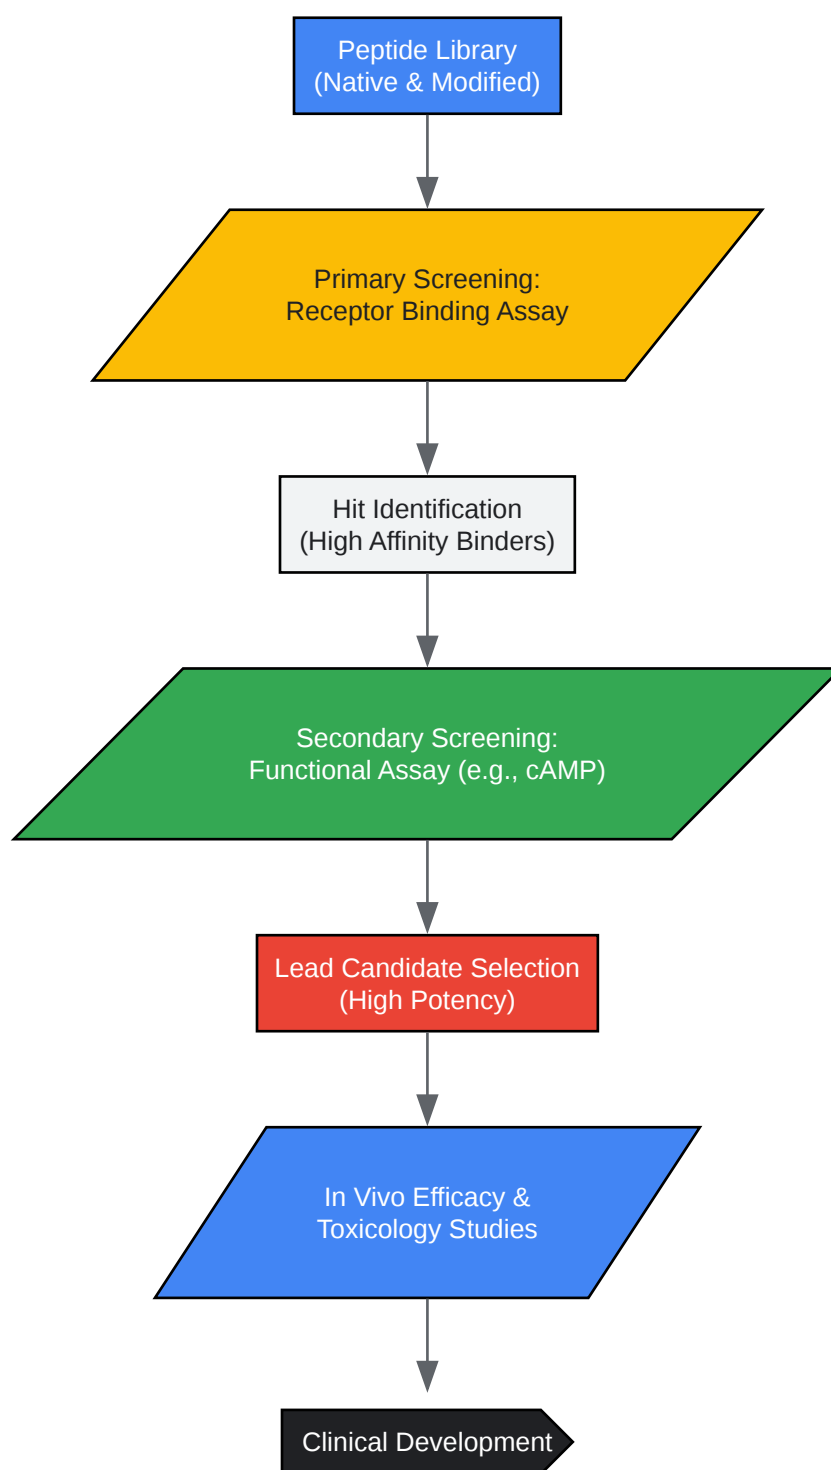 Peptide Library
(Native & Modified)
Primary Screening:
Receptor Binding Assay
Hit Identification
(High Affinity Binders)
Secondary Screening:
Functional Assay (e.g., cAMP)
Lead Candidate Selection
(High Potency)
In Vivo Efficacy &
Toxicology Studies
Clinical Development